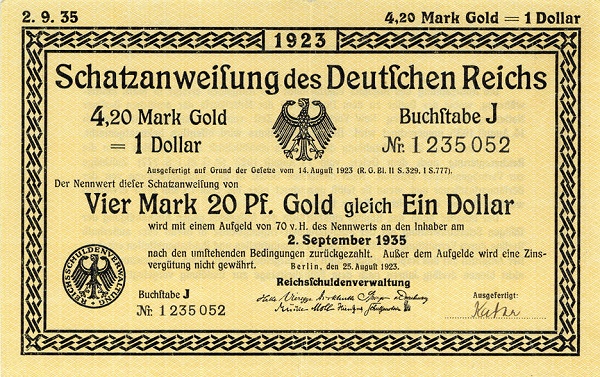 2. 9. 35
4,20 Mark Gold = 1 Dollar
1923
Schatzanweiſung des Deutſchen Reichs
4,20 Mark Gold
= 1 Dollar
Buchſtabe J
Nr. 1235052
Ausgefertigt auf Grund der Geſetze vom 14. Auguſt 1923 (R. G. Bl. II S. 329. I S. 777).
Der Nennwert dieſer Schatzanweiſung von
Vier Mark 20 Pf. Gold gleich Ein Dollar
wird mit einem Aufgeld von 70 v. H. des Nennwerts an den Inhaber am
2. September 1935
nach den umſtehenden Bedingungen zurückgezahlt. Außer dem Aufgelde wird eine Zins-
vergütung nicht gewährt.
Berlin, den 25. Auguſt 1923.
Reichsſchuldenverwaltung
REICHSSCHULDENVERWALTUNG
Buchſtabe J
Nr. 1235052
Ausgefertigt: